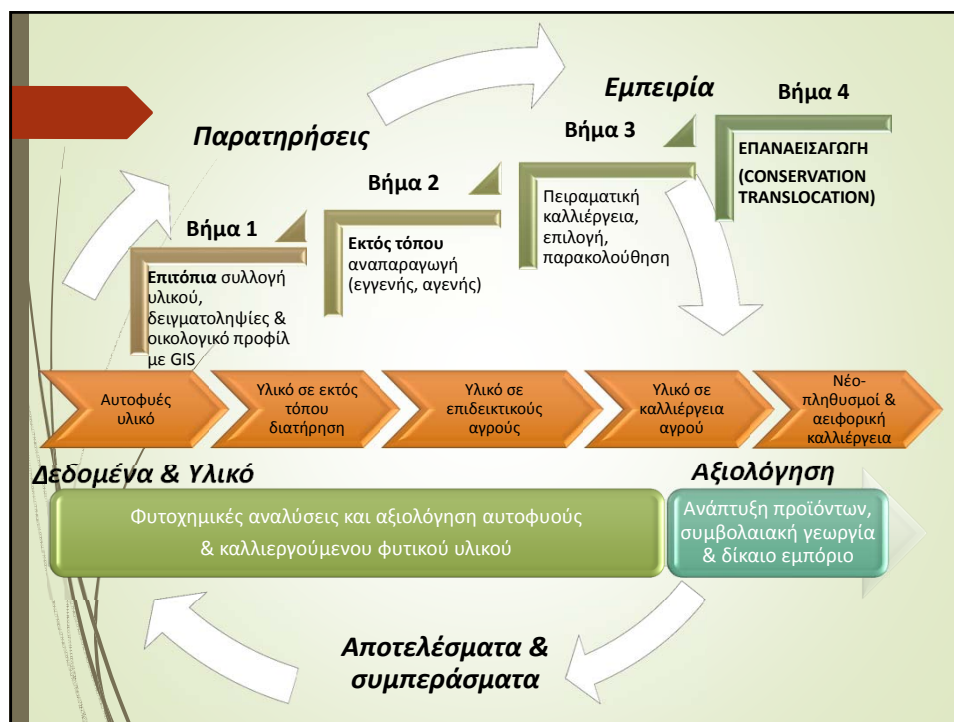 Παρατηρήσεις
Εμπειρία
Βήμα 1
Επιτόπια συλλογή
υλικού,
δειγματοληψίες &
οικολογικό προφίλ
με GIS
Βήμα 2
Εκτός τόπου
αναπαραγωγή
(εγγενής, αγενής)
Βήμα 3
Πειραματική
καλλιέργεια,
επιλογή,
παρακολούθηση
Βήμα 4
ΕΠΑΝΑΕΙΣΑΓΩΓΗ
(CONSERVATION
TRANSLOCATION)
Αυτοφυές
υλικό
Υλικό σε εκτός
τόπου
διατήρηση
Υλικό σε
επιδεικτικούς
αγρούς
Υλικό σε
καλλιέργεια
αγρού
Νέο-
πληθυσμοί &
αειφορική
καλλιέργεια
Δεδομένα & Υλικό
Αξιολόγηση
Φυτοχημικές αναλύσεις και αξιολόγηση αυτοφυούς
& καλλιεργούμενου φυτικού υλικού
Ανάπτυξη προϊόντων,
συμβολαιακή γεωργία
& δίκαιο εμπόριο
Αποτελέσματα &
συμπεράσματα